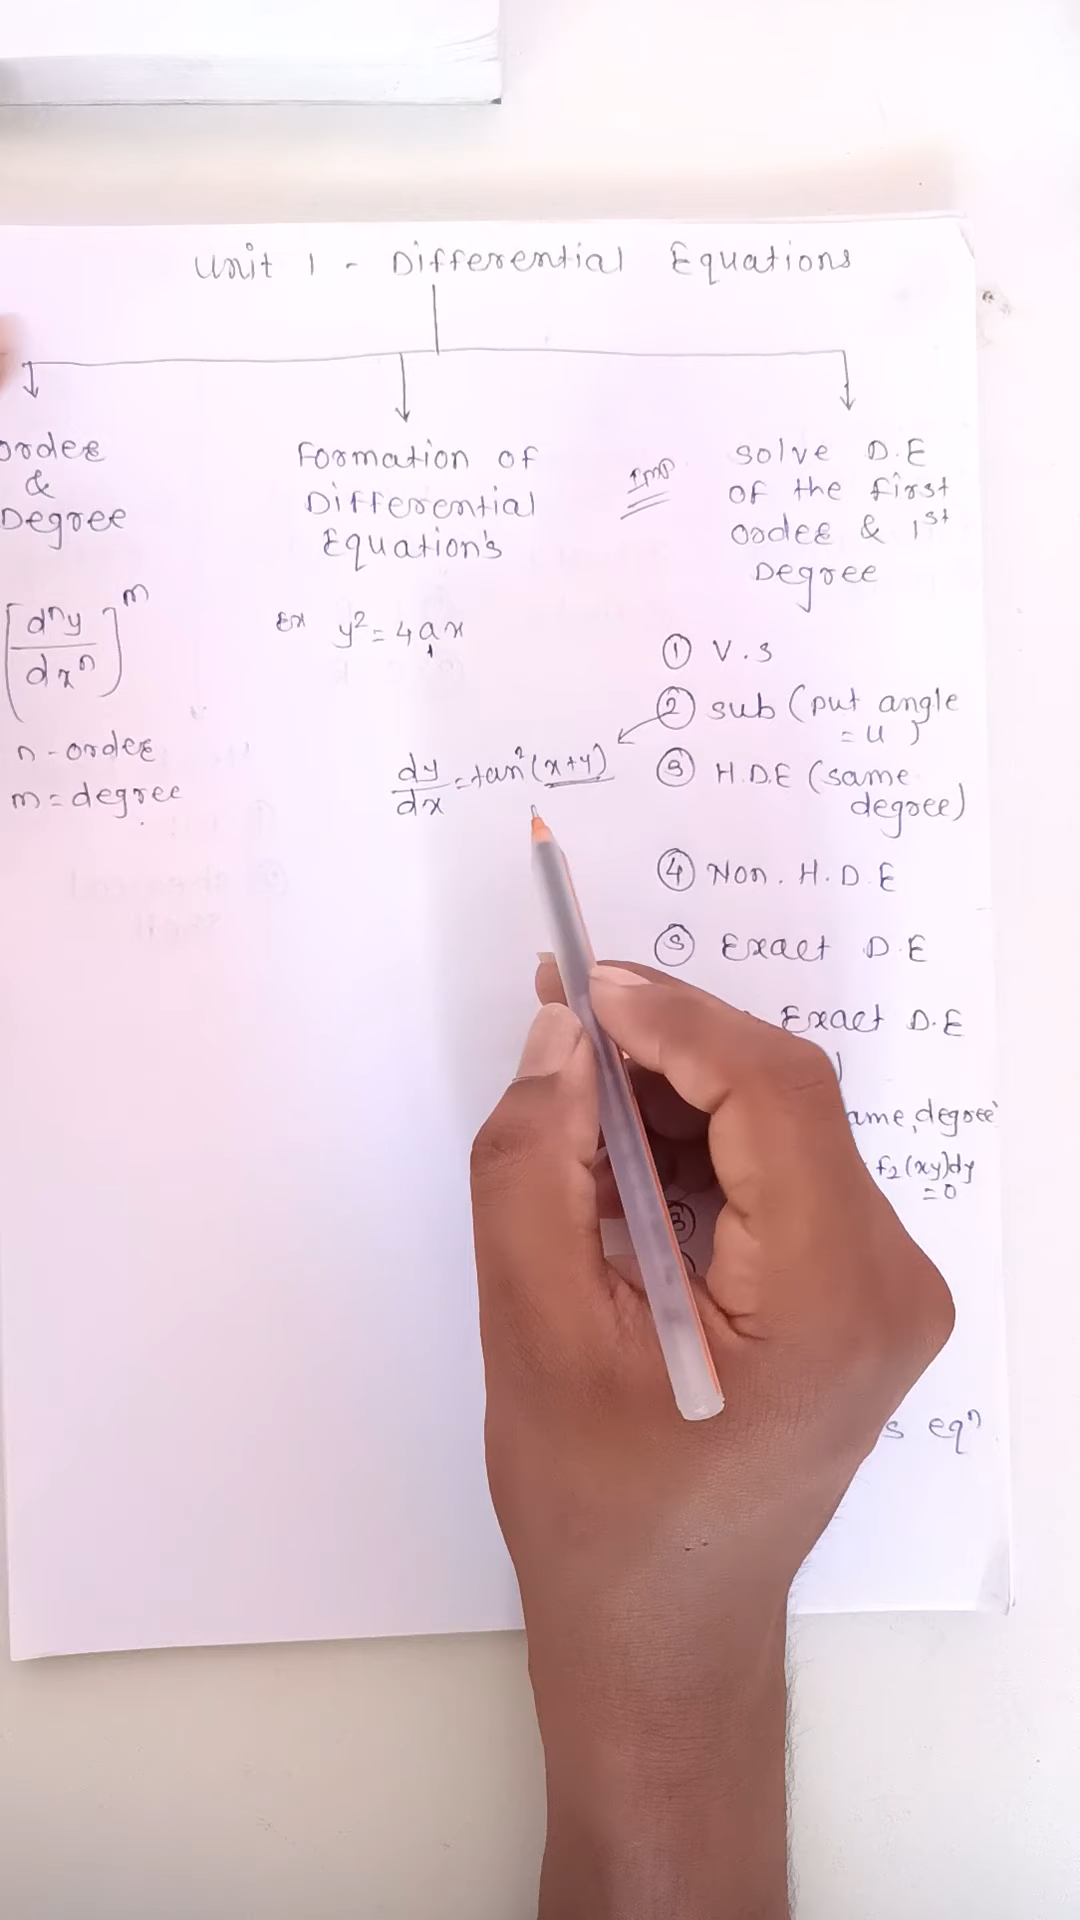 Unit 1 - Differential Equations
order
&
Degree
[dⁿy/dxⁿ]ᵐ
n - order
m = degree
Formation of
Differential
Equation's
Ex y² = 4ax
dy/dx = tan²(x+y)
IMP
solve D.E
of the first
order & 1st
Degree
① V.S
② sub (put angle
= u)
③ H.D.E (same
degree)
④ Non. H.D.E
⑤ Exact D.E
Exact D.E
ame, degree
f₂(xy)dy
= 0
③
s eqⁿ